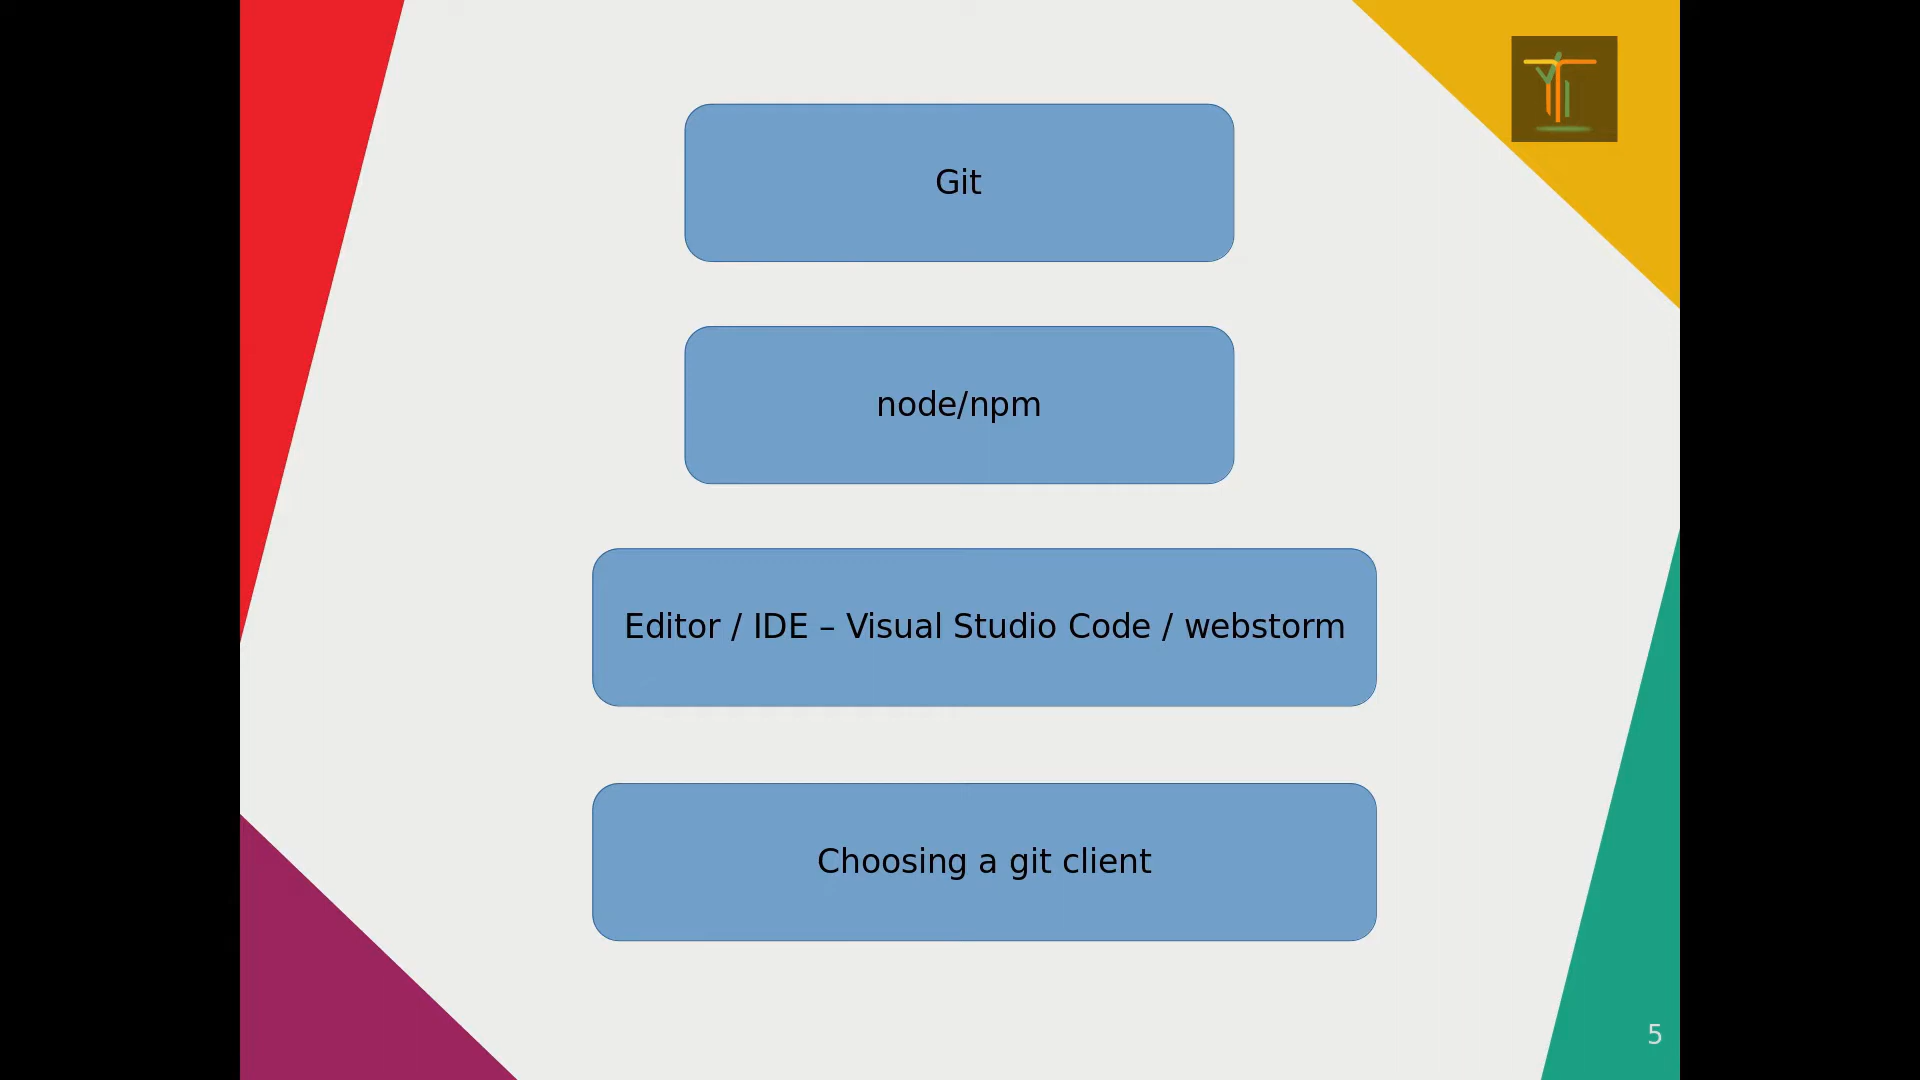 Git
node/npm
Editor / IDE – Visual Studio Code / webstorm
Choosing a git client
5